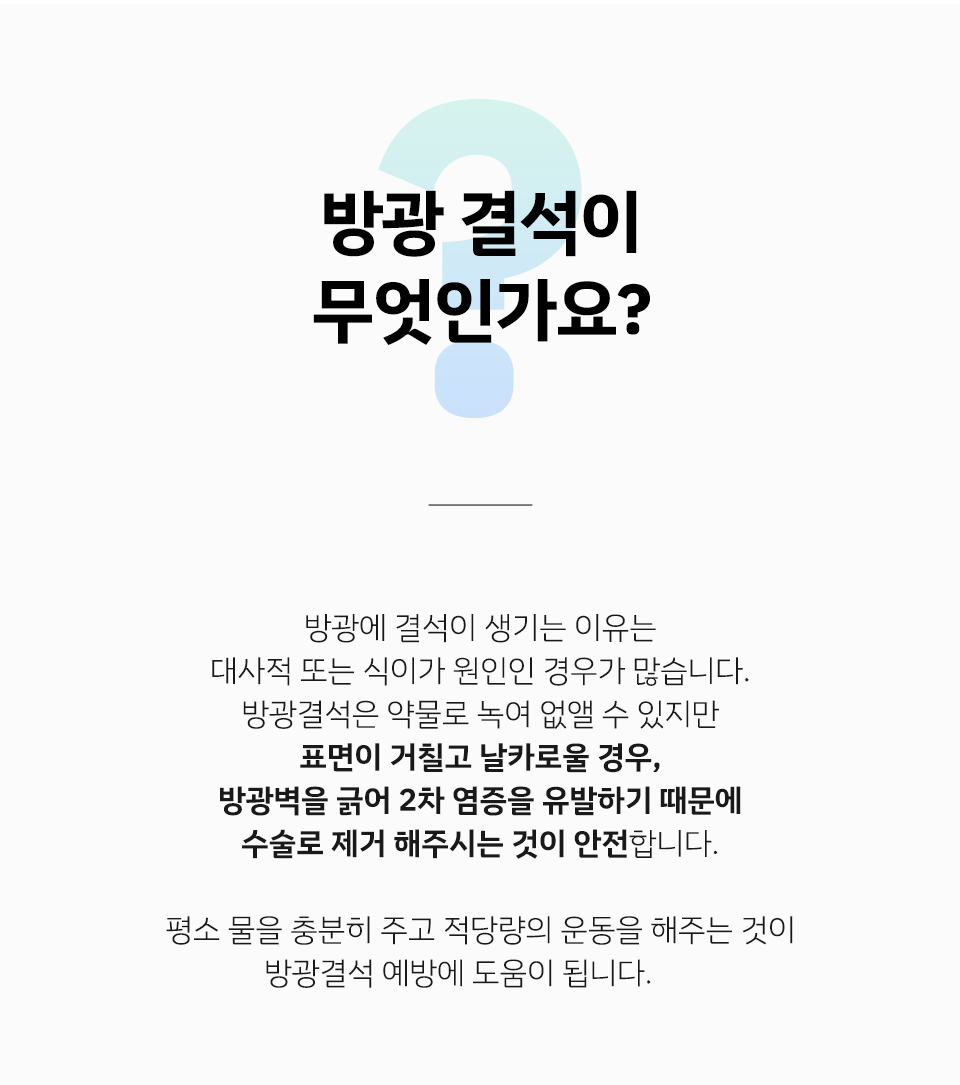 방광 결석이
무엇인가요?
방광에 결석이 생기는 이유는
대사적 또는 식이가 원인인 경우가 많습니다.
방광결석은 약물로 녹여 없앨 수 있지만
표면이 거칠고 날카로울 경우,
방광벽을 긁어 2차 염증을 유발하기 때문에
수술로 제거 해주시는 것이 안전합니다.
평소 물을 충분히 주고 적당량의 운동을 해주는 것이
방광결석 예방에 도움이 됩니다.